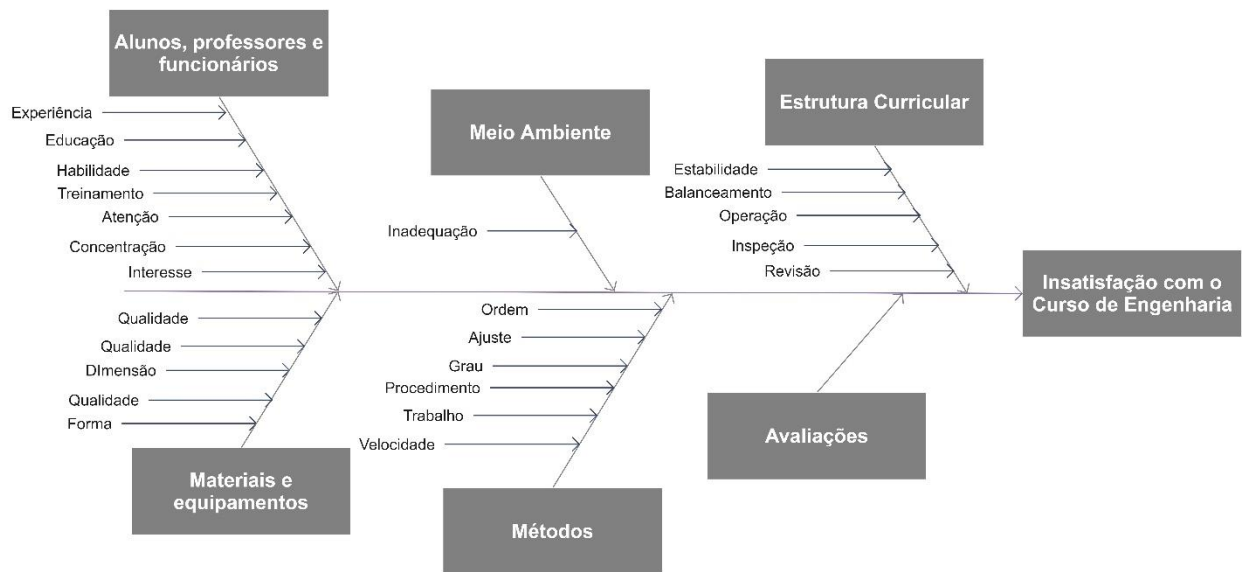 Alunos, professores e
funcionários
Experiência
Educação
Habilidade
Treinamento
Atenção
Concentração
Interesse
Meio Ambiente
Inadequação
Estrutura Curricular
Estabilidade
Balanceamento
Operação
Inspeção
Revisão
Insatisfação com o
Curso de Engenharia
Qualidade
Qualidade
DImensão
Qualidade
Forma
Materiais e
equipamentos
Ordem
Ajuste
Grau
Procedimento
Trabalho
Velocidade
Métodos
Avaliações